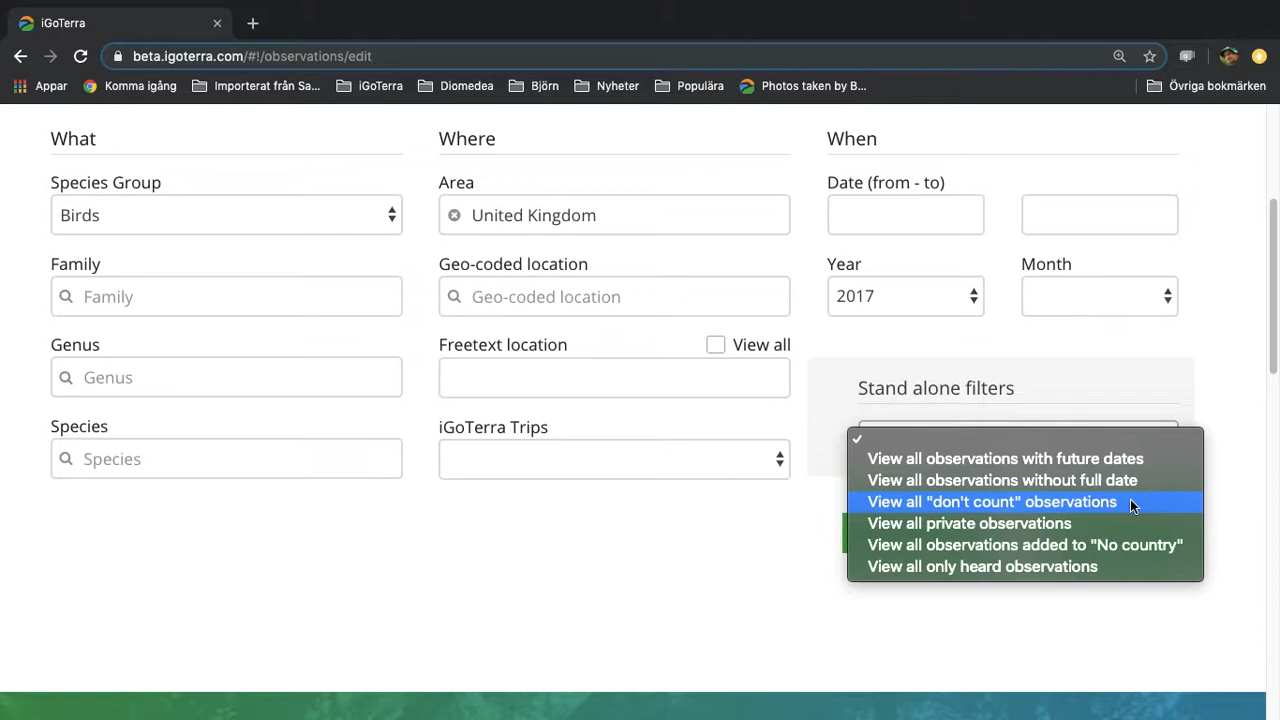 iGoTerra
beta.igoterra.com/#!/observations/edit
Appar
Komma igång
Importerat från Sa...
iGoTerra
Diomedea
Björn
Nyheter
Populära
Photos taken by B...
Övriga bokmärken
What
Where
When
Species Group
Area
Date (from - to)
Birds
United Kingdom
Family
Geo-coded location
Year
Month
Family
Geo-coded location
2017
Genus
Freetext location
View all
Genus
Stand alone filters
Species
iGoTerra Trips
Species
View all observations with future dates
View all observations without full date
View all "don't count" observations
View all private observations
View all observations added to "No country"
View all only heard observations